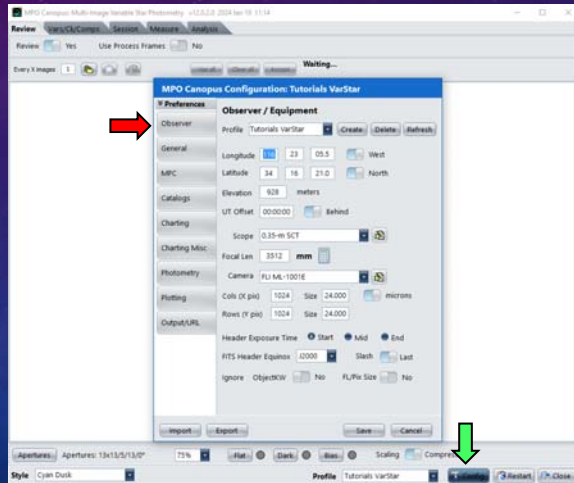 MPO Canopus: Multi-image Variable Star Photometry v12.0.2.0 2024 Jan 10 11:14
Review Vars/Ck/Comps Session Measure Analysis
Review Yes Use Process Frames No
Every X images 1 Waiting...
MPO Canopus Configuration: Tutorials VarStar
Preferences
Observer
General
MPC
Catalogs
Charting
Charting Misc
Photometry
Plotting
Output/URL
Observer / Equipment
Profile Tutorials VarStar Create Delete Refresh
Longitude 116 23 05.5 West
Latitude 34 16 21.0 North
Elevation 928 meters
UT Offset 00:00:00 Behind
Scope 0.35-m SCT
Focal Len 3512 mm
Camera FLI ML-1001E
Cols (X pix) 1024 Size 24.000 microns
Rows (Y pix) 1024 Size 24.000
Header Exposure Time Start Mid End
FITS Header Equinox J2000 Slash Last
Ignore ObjectKW No FL/Pix Size No
Import Export Save Cancel
Apertures Apertures: 13x13/5/13/0° 75% Flat Dark Bias Scaling Compre
Style Cyan Dusk Profile Tutorials VarStar Config Restart Close